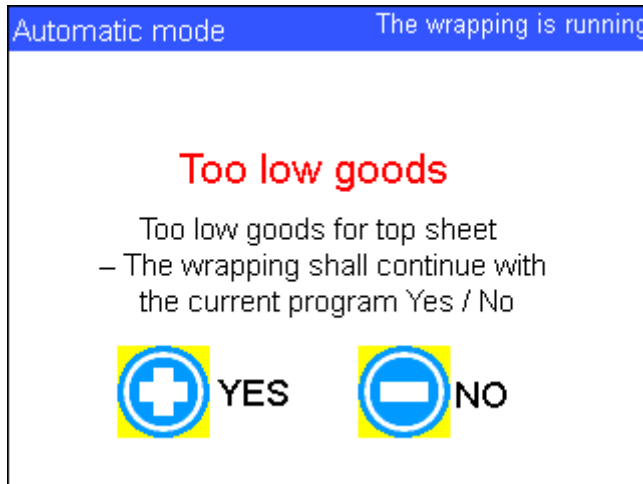 Automatic mode
The wrapping is running
Too low goods
Too low goods for top sheet
– The wrapping shall continue with
the current program Yes / No
YES
NO